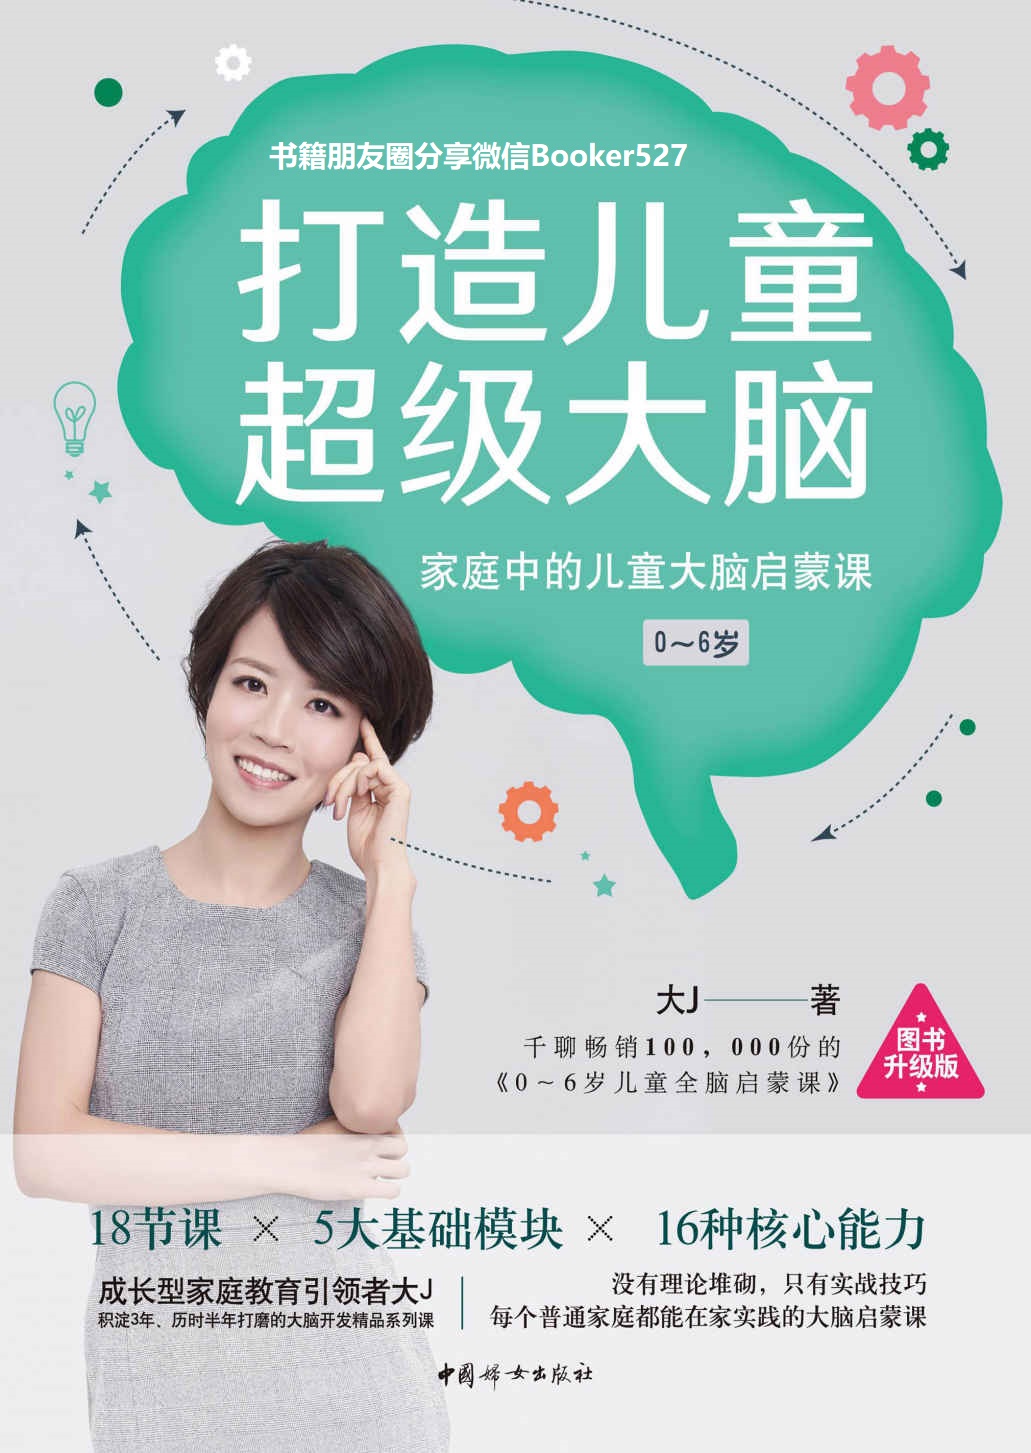 书籍朋友圈分享微信Booker527
打造儿童
超级大脑
家庭中的儿童大脑启蒙课
0～6岁
大J——著
千聊畅销100，000份的
《0～6岁儿童全脑启蒙课》
图书
升级版
18节课 × 5大基础模块 × 16种核心能力
成长型家庭教育引领者大J
积淀3年、历时半年打磨的大脑开发精品系列课
没有理论堆砌，只有实战技巧
每个普通家庭都能在家实践的大脑启蒙课
中國婦女出版社